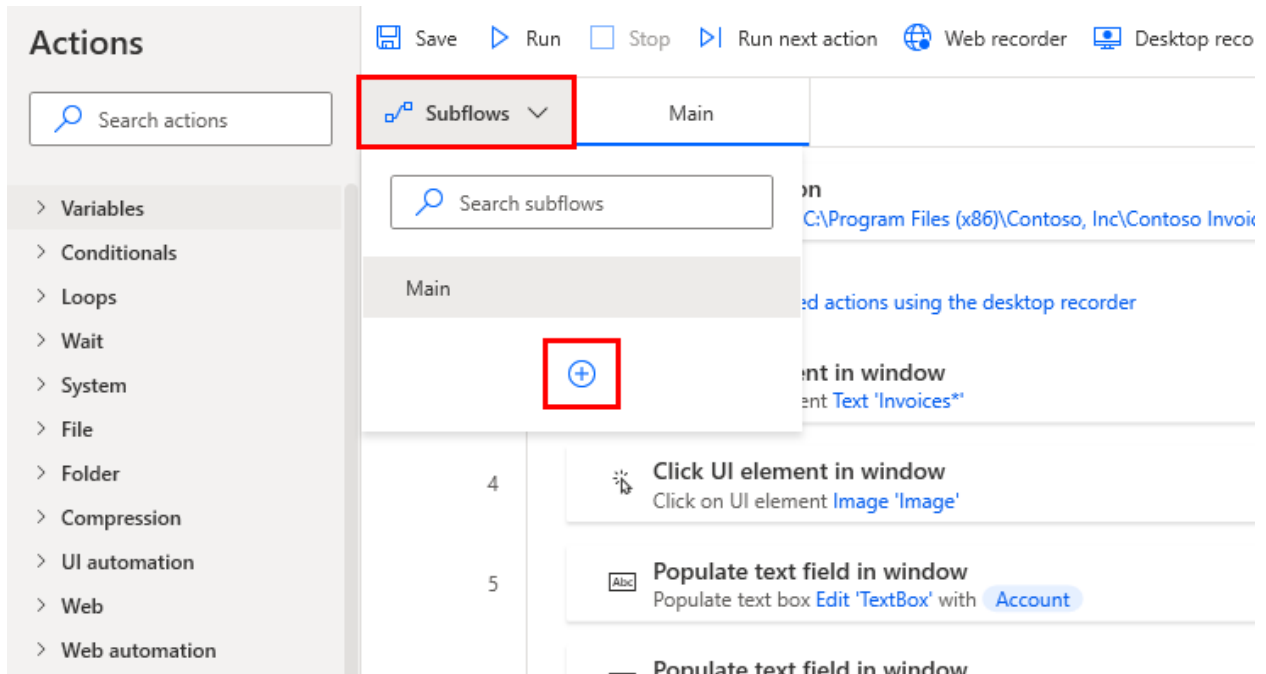 Actions
Save Run Stop Run next action Web recorder Desktop reco
Search actions
Subflows Main
Search subflows
Main
Variables
Conditionals
Loops
Wait
System
File
Folder
Compression
UI automation
Web
Web automation
on
C:\Program Files (x86)\Contoso, Inc\Contoso Invoic
ed actions using the desktop recorder
ent in window
ent Text 'Invoices*'
4 Click UI element in window
Click on UI element Image 'Image'
5 Abc Populate text field in window
Populate text box Edit 'TextBox' with Account
Populate text field in window